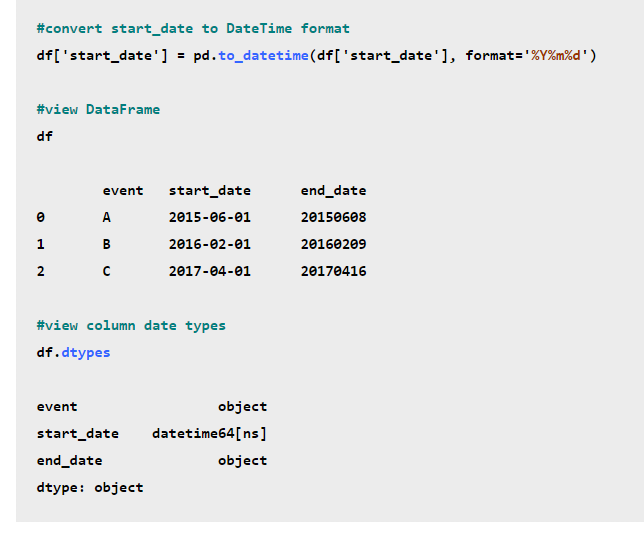 #convert start_date to DateTime format
df['start_date'] = pd.to_datetime(df['start_date'], format='%Y%m%d')
#view DataFrame
df
event start_date end_date
0 A 2015-06-01 20150608
1 B 2016-02-01 20160209
2 C 2017-04-01 20170416
#view column date types
df.dtypes
event object
start_date datetime64[ns]
end_date object
dtype: object